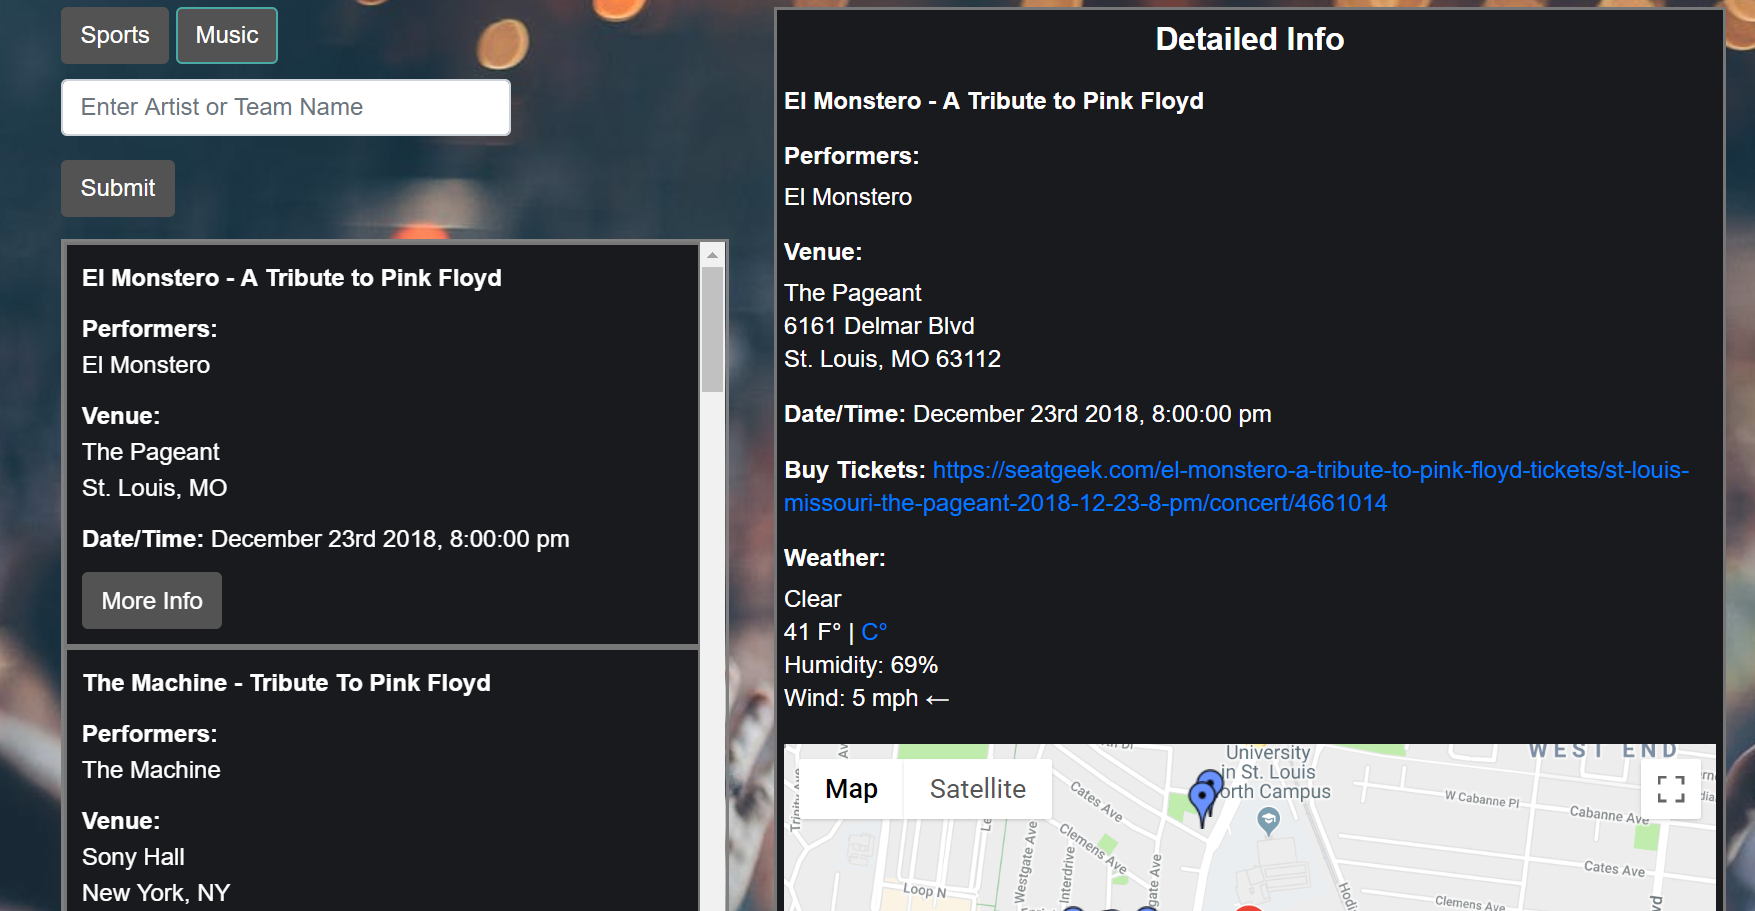 Sports
Music
Enter Artist or Team Name
Submit
El Monstero - A Tribute to Pink Floyd
Performers:
El Monstero
Venue:
The Pageant
St. Louis, MO
Date/Time: December 23rd 2018, 8:00:00 pm
More Info
The Machine - Tribute To Pink Floyd
Performers:
The Machine
Venue:
Sony Hall
New York, NY
Detailed Info
El Monstero - A Tribute to Pink Floyd
Performers:
El Monstero
Venue:
The Pageant
6161 Delmar Blvd
St. Louis, MO 63112
Date/Time: December 23rd 2018, 8:00:00 pm
Buy Tickets: https://seatgeek.com/el-monstero-a-tribute-to-pink-floyd-tickets/st-louis-
missouri-the-pageant-2018-12-23-8-pm/concert/4661014
Weather:
Clear
41 F° | C°
Humidity: 69%
Wind: 5 mph ←
Map
Satellite
University
in St. Louis
orth Campus
WEST END
Trinity Ave
Cates Ave
Clemens Ave
Westgate Ave
Interdrive
gate Ave
Loop N
W Cabanne Pl
Cabanne Ave
Cates Ave
Clemens Ave